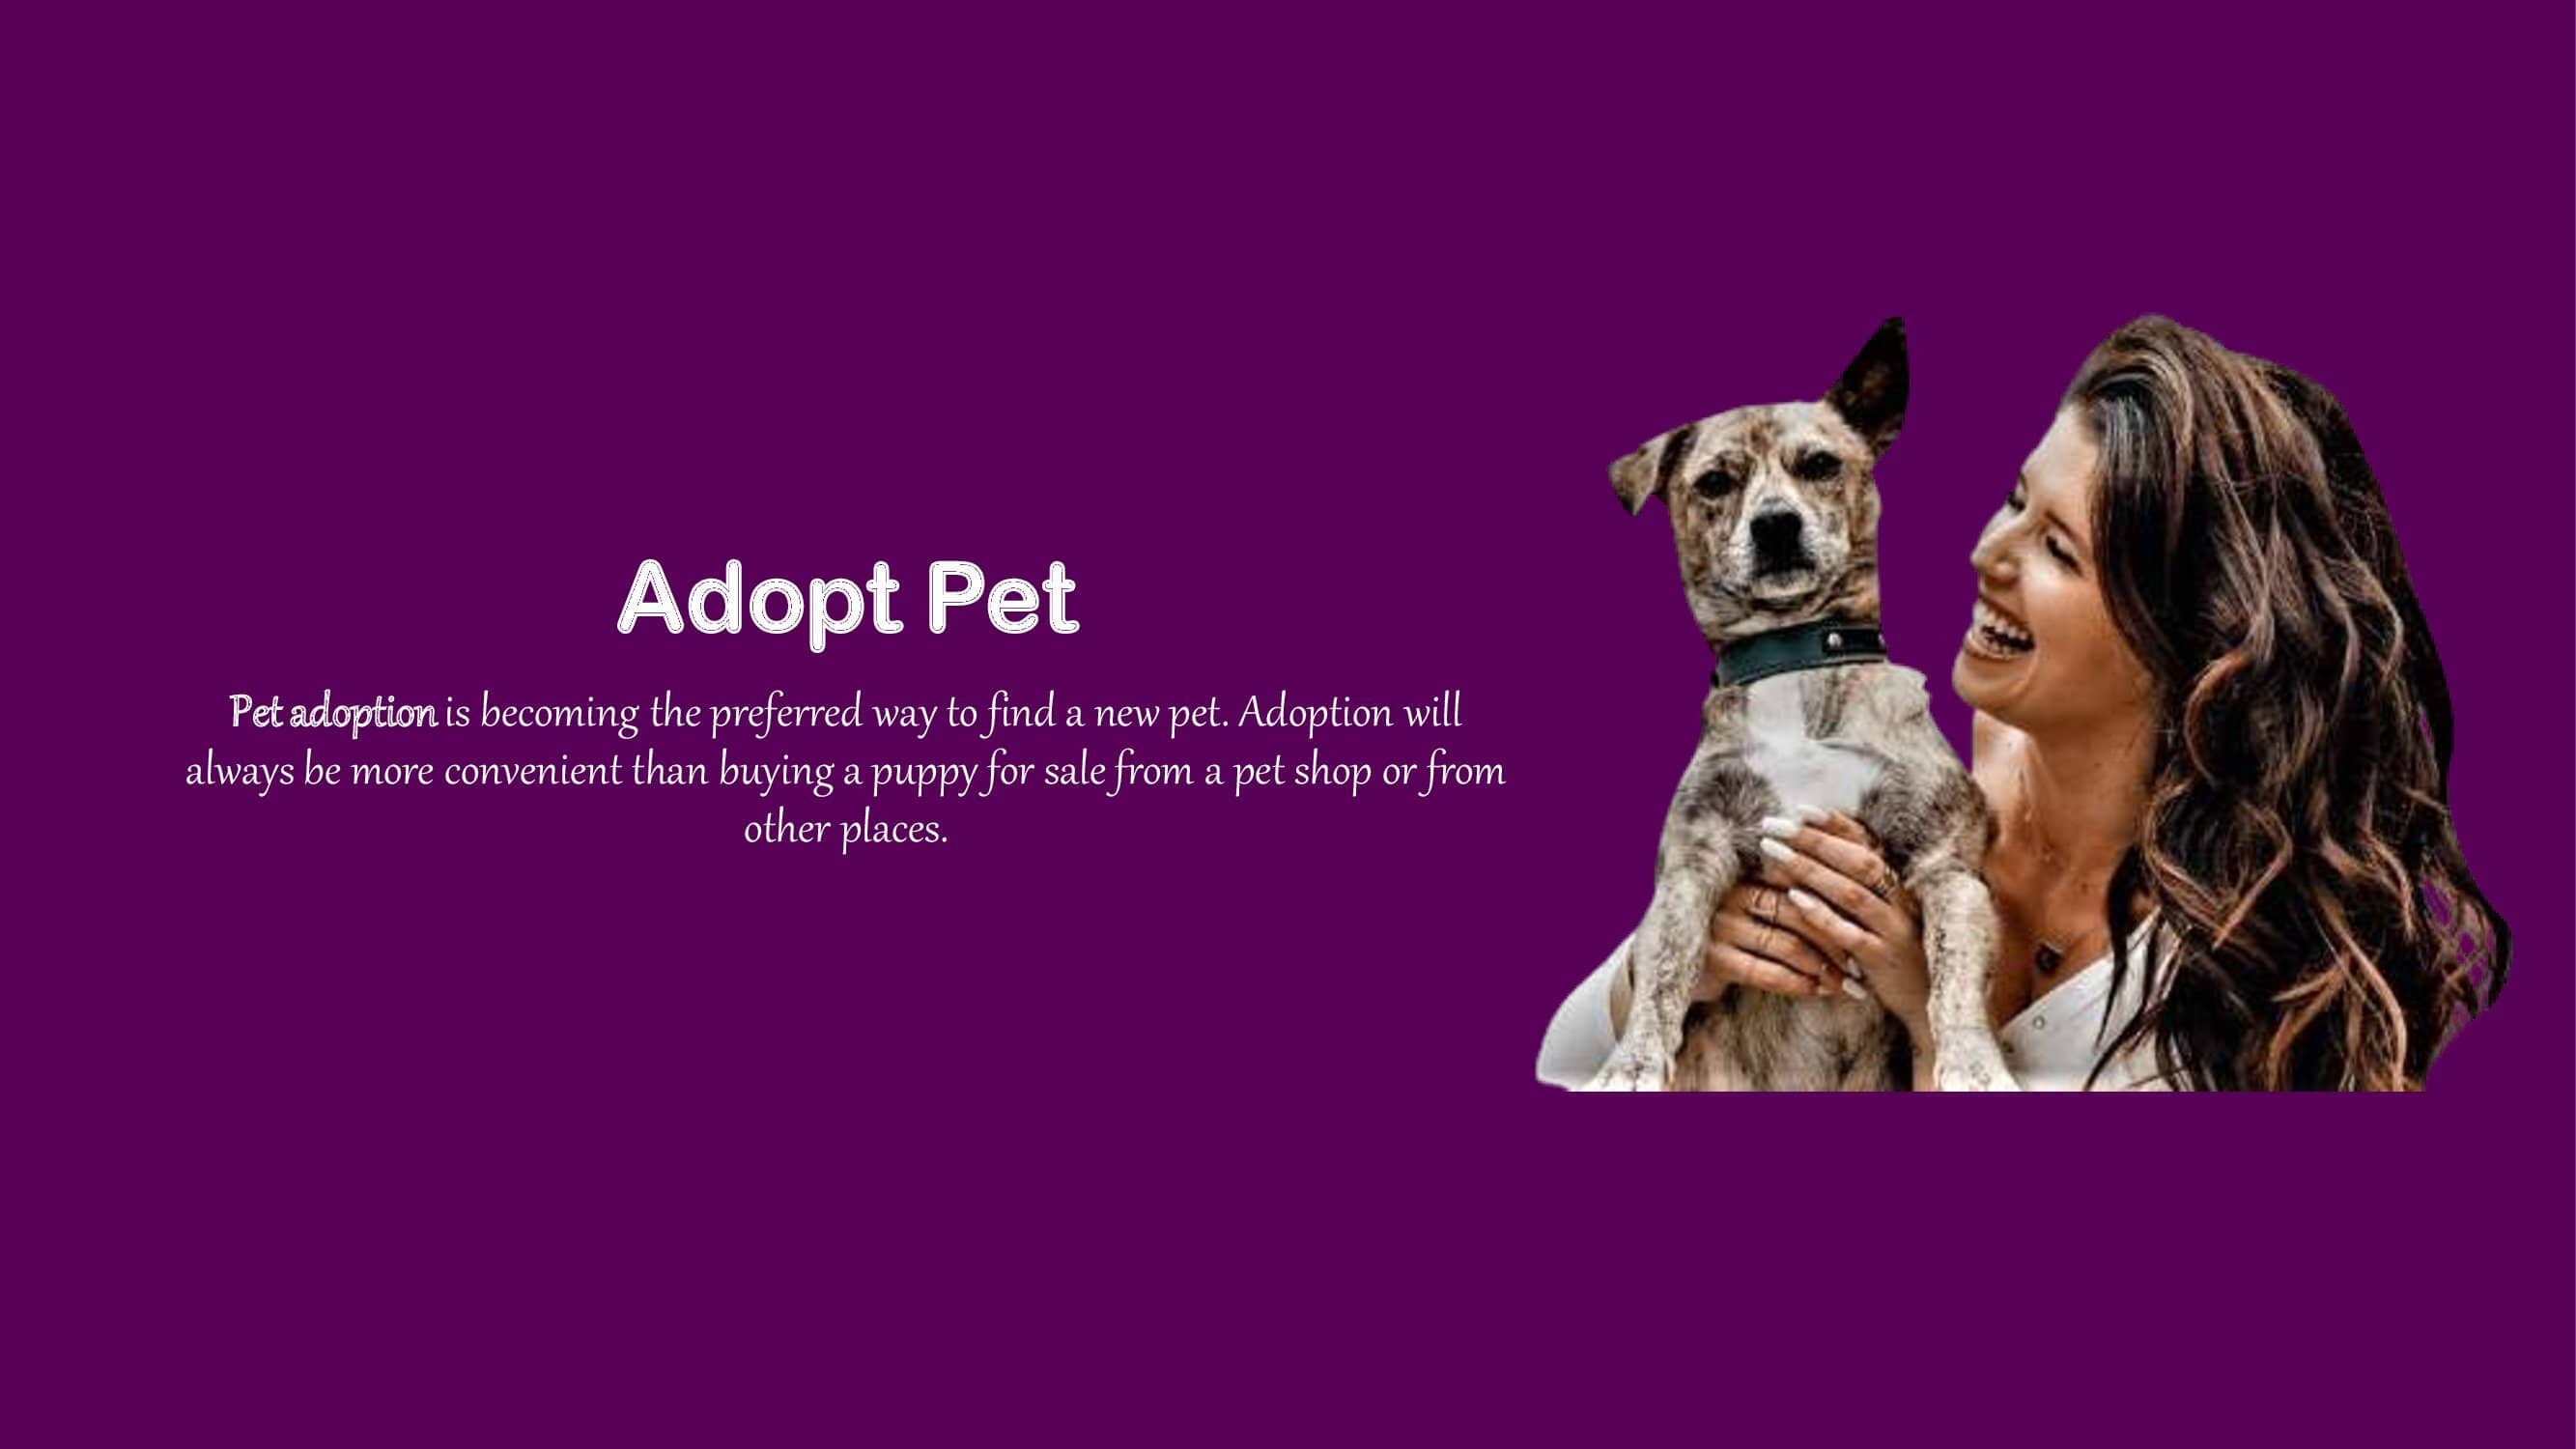 Adopt Pet
Pet adoption is becoming the preferred way to find a new pet. Adoption will
always be more convenient than buying a puppy for sale from a pet shop or from
other places.